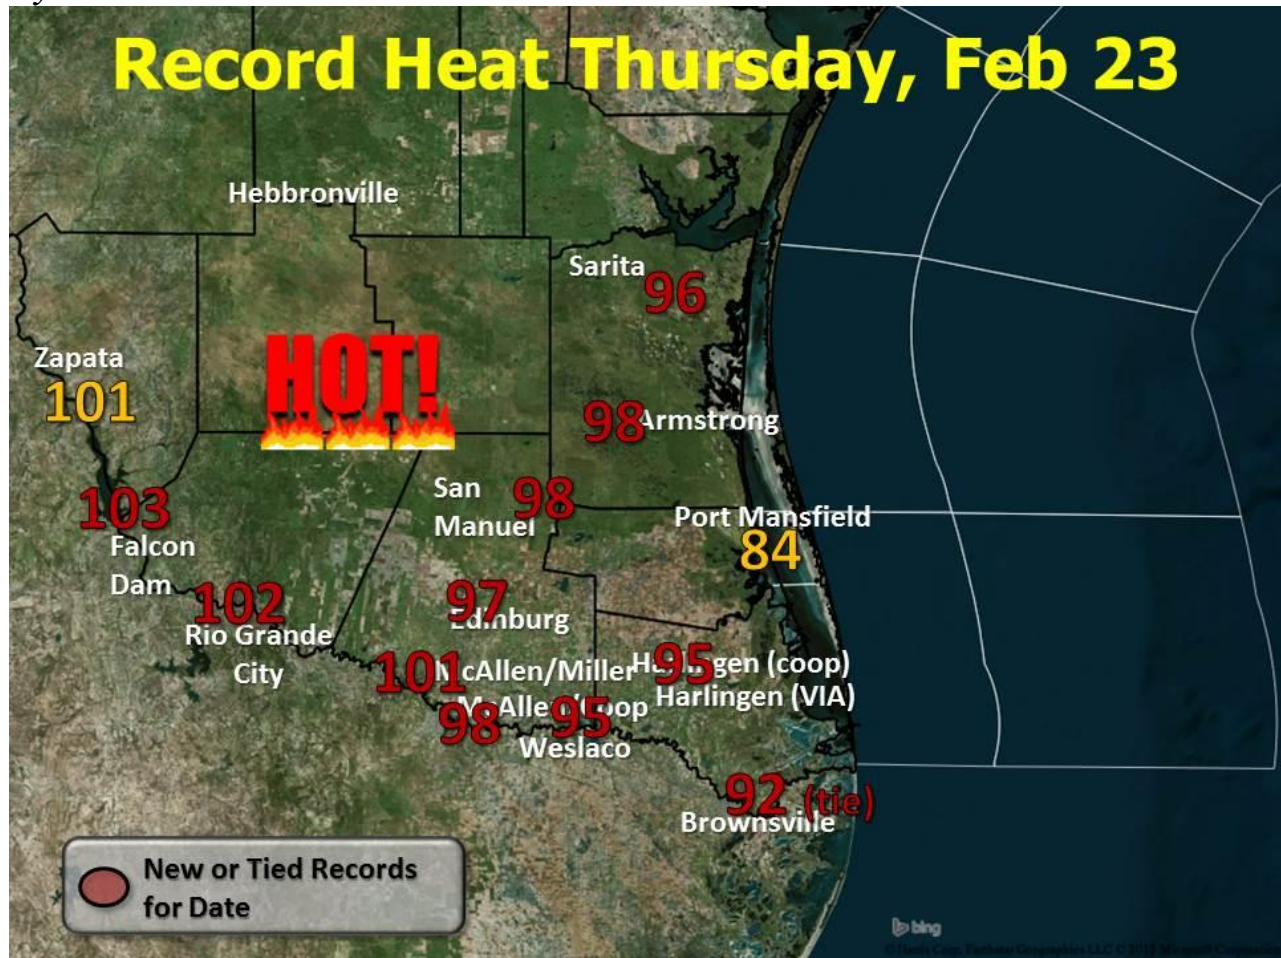 Record Heat Thursday, Feb 23
Hebbronville
Sarita
96
HOT!
Zapata
101
98
Armstrong
103
San
Manuel
98
Port Mansfield
84
Falcon
Dam
102
97
Edinburg
Rio Grande
City
101
McAllen/Miller
95
Harlingen (coop)
Harlingen (VIA)
McAllen/Coop
98
95
Weslaco
92 (tie)
Brownsville
New or Tied Records
for Date
bing